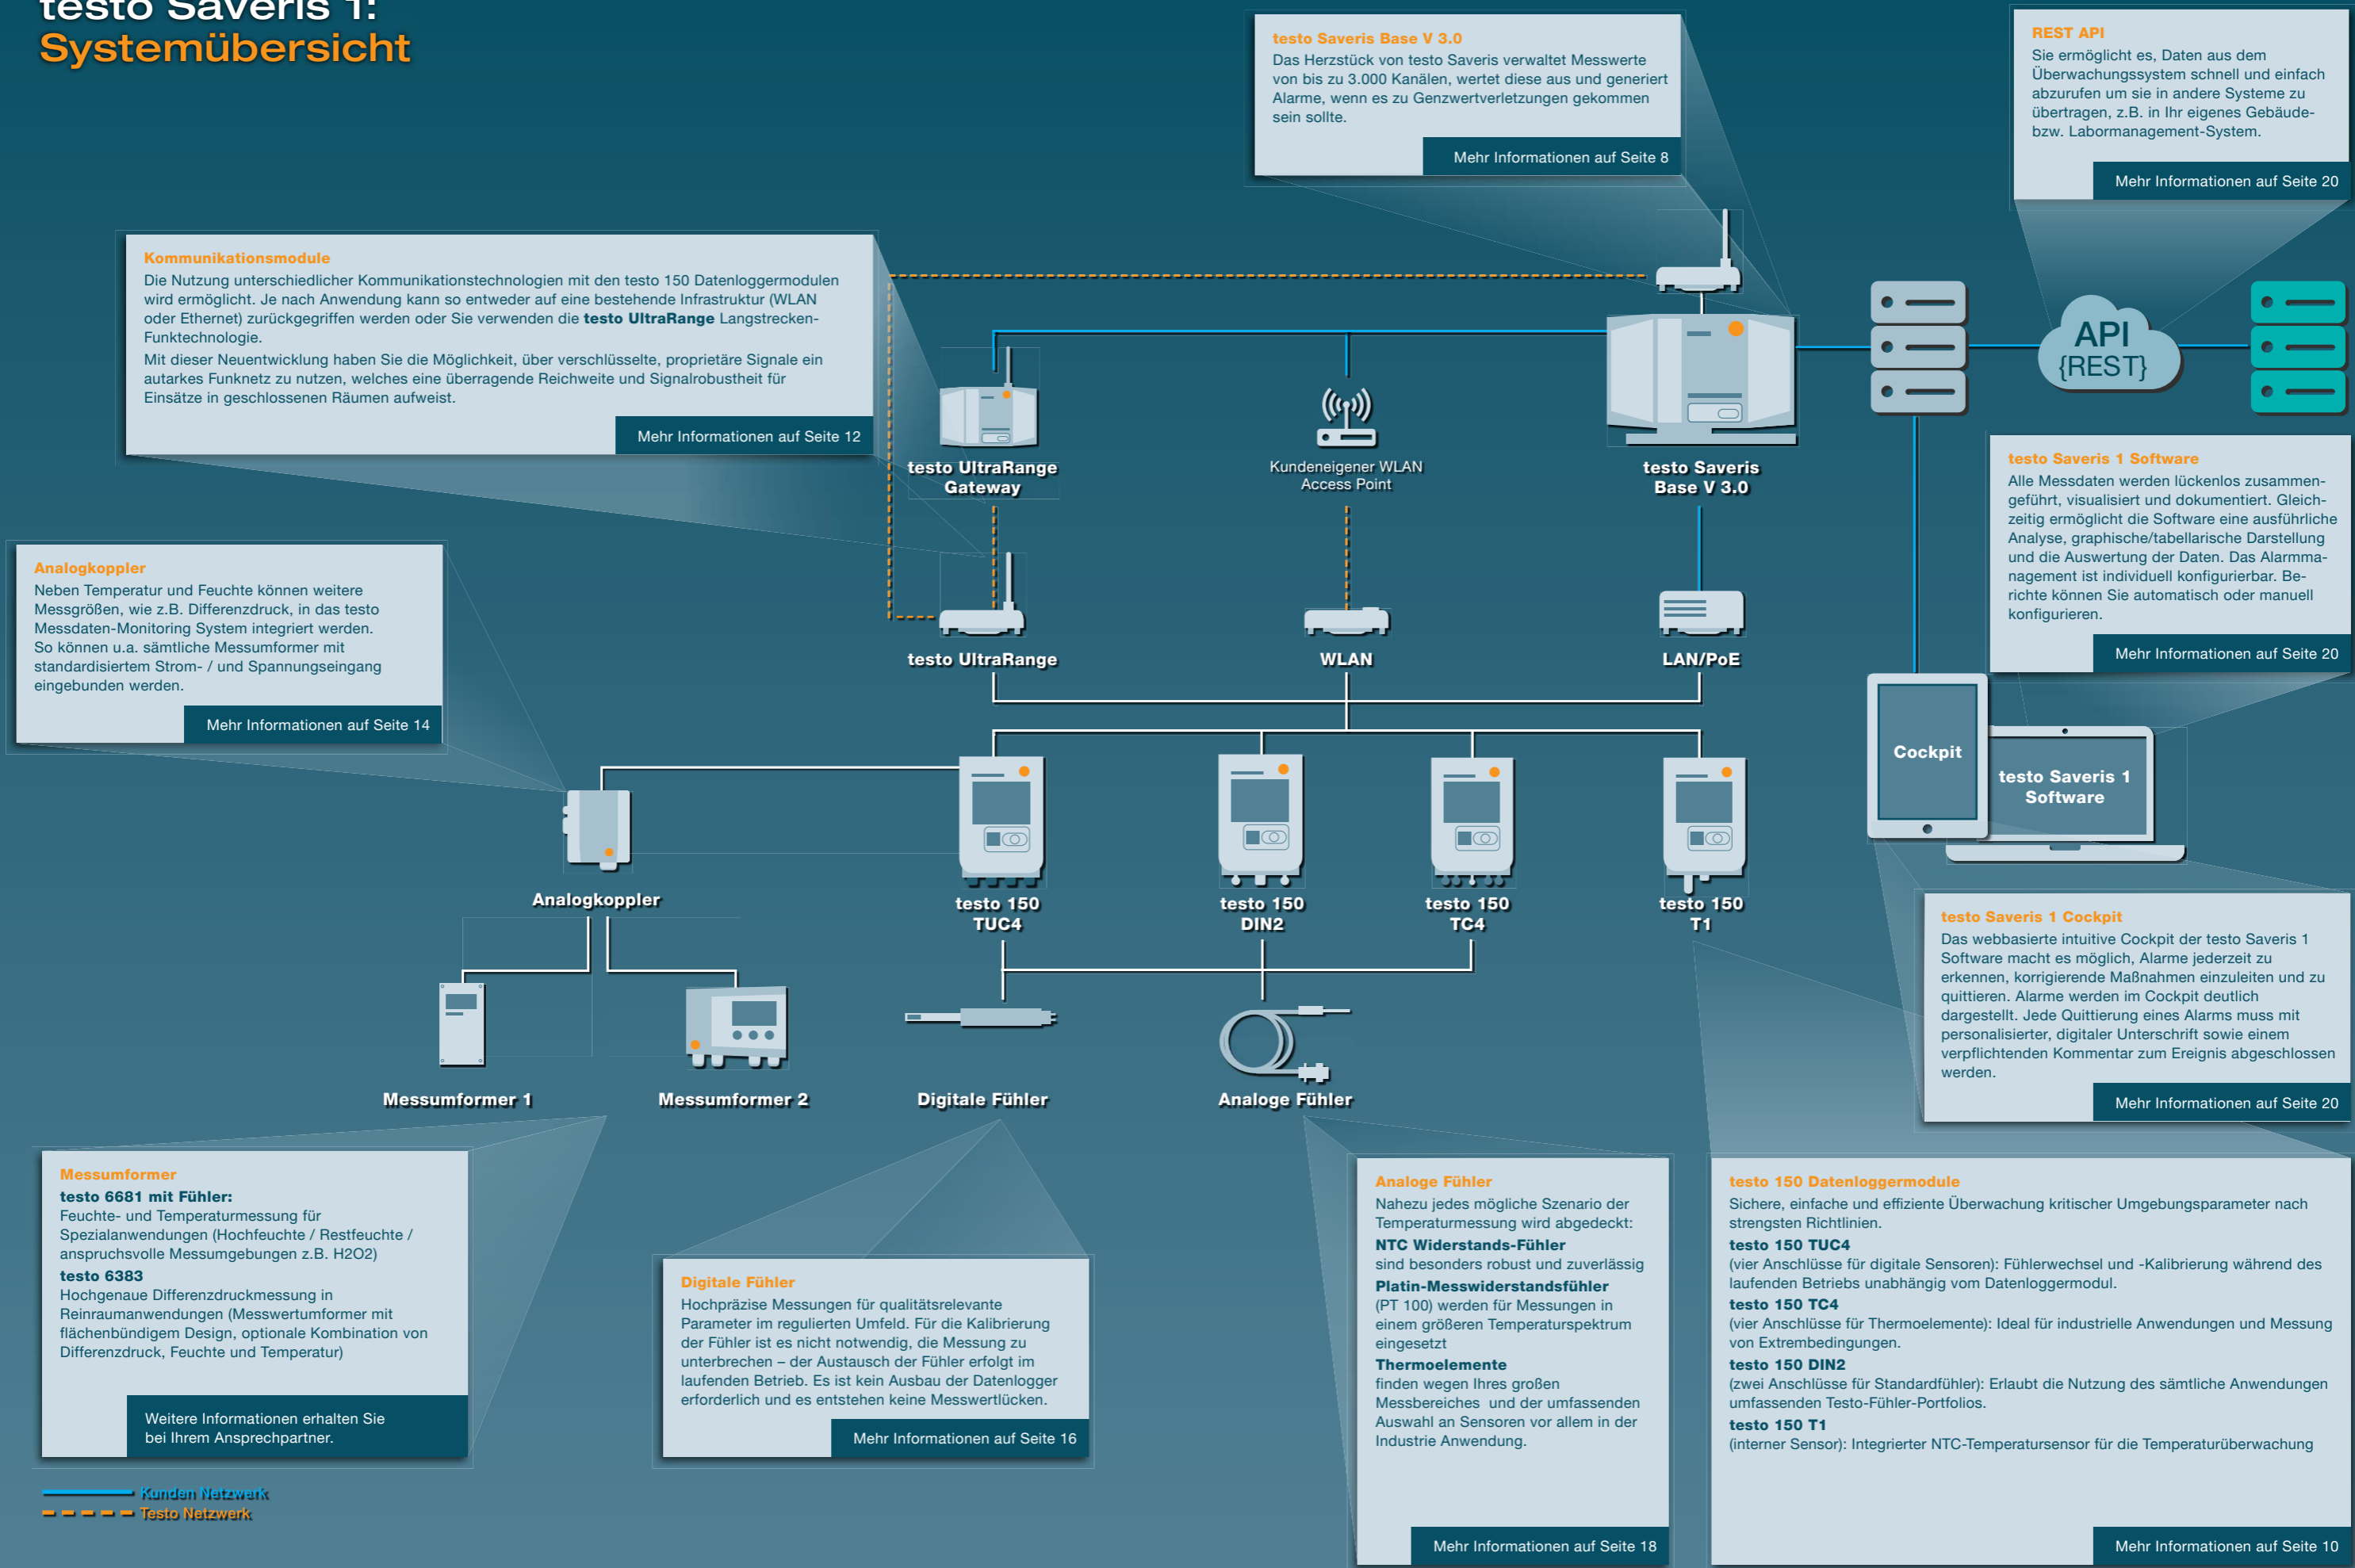 testo Saveris 1:
Systemübersicht
testo Saveris Base V 3.0
Das Herzstück von testo Saveris verwaltet Messwerte
von bis zu 3.000 Kanälen, wertet diese aus und generiert
Alarme, wenn es zu Genzwertverletzungen gekommen
sein sollte.
Mehr Informationen auf Seite 8
REST API
Sie ermöglicht es, Daten aus dem
Überwachungssystem schnell und einfach
abzurufen um sie in andere Systeme zu
übertragen, z.B. in Ihr eigenes Gebäude-
bzw. Labormanagement-System.
Mehr Informationen auf Seite 20
Kommunikationsmodule
Die Nutzung unterschiedlicher Kommunikationstechnologien mit den testo 150 Datenloggermodulen
wird ermöglicht. Je nach Anwendung kann so entweder auf eine bestehende Infrastruktur (WLAN
oder Ethernet) zurückgegriffen werden oder Sie verwenden die testo UltraRange Langstrecken-
Funktechnologie.
Mit dieser Neuentwicklung haben Sie die Möglichkeit, über verschlüsselte, proprietäre Signale ein
autarkes Funknetz zu nutzen, welches eine überragende Reichweite und Signalrobustheit für
Einsätze in geschlossenen Räumen aufweist.
Mehr Informationen auf Seite 12
API
{REST}
testo UltraRange
Gateway
Kundeneigener WLAN
Access Point
testo Saveris
Base V 3.0
testo Saveris 1 Software
Alle Messdaten werden lückenlos zusammen-
geführt, visualisiert und dokumentiert. Gleich-
zeitig ermöglicht die Software eine ausführliche
Analyse, graphische/tabellarische Darstellung
und die Auswertung der Daten. Das Alarmma-
nagement ist individuell konfigurierbar. Be-
richte können Sie automatisch oder manuell
konfigurieren.
Mehr Informationen auf Seite 20
Analogkoppler
Neben Temperatur und Feuchte können weitere
Messgrößen, wie z.B. Differenzdruck, in das testo
Messdaten-Monitoring System integriert werden.
So können u.a. sämtliche Messumformer mit
standardisiertem Strom- / und Spannungseingang
eingebunden werden.
Mehr Informationen auf Seite 14
testo UltraRange
WLAN
LAN/PoE
Cockpit
testo Saveris 1
Software
Analogkoppler
testo 150
TUC4
testo 150
DIN2
testo 150
TC4
testo 150
T1
testo Saveris 1 Cockpit
Das webbasierte intuitive Cockpit der testo Saveris 1
Software macht es möglich, Alarme jederzeit zu
erkennen, korrigierende Maßnahmen einzuleiten und zu
quittieren. Alarme werden im Cockpit deutlich
dargestellt. Jede Quittierung eines Alarms muss mit
personalisierter, digitaler Unterschrift sowie einem
verpflichtenden Kommentar zum Ereignis abgeschlossen
werden.
Mehr Informationen auf Seite 20
Messumformer 1
Messumformer 2
Digitale Fühler
Analoge Fühler
Messumformer
testo 6681 mit Fühler:
Feuchte- und Temperaturmessung für
Spezialanwendungen (Hochfeuchte / Restfeuchte /
anspruchsvolle Messumgebungen z.B. H2O2)
testo 6383
Hochgenaue Differenzdruckmessung in
Reinraumanwendungen (Messwertumformer mit
flächenbündigem Design, optionale Kombination von
Differenzdruck, Feuchte und Temperatur)
Weitere Informationen erhalten Sie
bei Ihrem Ansprechpartner.
Digitale Fühler
Hochpräzise Messungen für qualitätsrelevante
Parameter im regulierten Umfeld. Für die Kalibrierung
der Fühler ist es nicht notwendig, die Messung zu
unterbrechen – der Austausch der Fühler erfolgt im
laufenden Betrieb. Es ist kein Ausbau der Datenlogger
erforderlich und es entstehen keine Messwertlücken.
Mehr Informationen auf Seite 16
Analoge Fühler
Nahezu jedes mögliche Szenario der
Temperaturmessung wird abgedeckt:
NTC Widerstands-Fühler
sind besonders robust und zuverlässig
Platin-Messwiderstandsfühler
(PT 100) werden für Messungen in
einem größeren Temperaturspektrum
eingesetzt
Thermoelemente
finden wegen Ihres großen
Messbereiches und der umfassenden
Auswahl an Sensoren vor allem in der
Industrie Anwendung.
Mehr Informationen auf Seite 18
testo 150 Datenloggermodule
Sichere, einfache und effiziente Überwachung kritischer Umgebungsparameter nach
strengsten Richtlinien.
testo 150 TUC4
(vier Anschlüsse für digitale Sensoren): Fühlerwechsel und -Kalibrierung während des
laufenden Betriebs unabhängig vom Datenloggermodul.
testo 150 TC4
(vier Anschlüsse für Thermoelemente): Ideal für industrielle Anwendungen und Messung
von Extrembedingungen.
testo 150 DIN2
(zwei Anschlüsse für Standardfühler): Erlaubt die Nutzung des sämtliche Anwendungen
umfassenden Testo-Fühler-Portfolios.
testo 150 T1
(interner Sensor): Integrierter NTC-Temperatursensor für die Temperaturüberwachung
Mehr Informationen auf Seite 10
Kunden Netzwerk
Testo Netzwerk